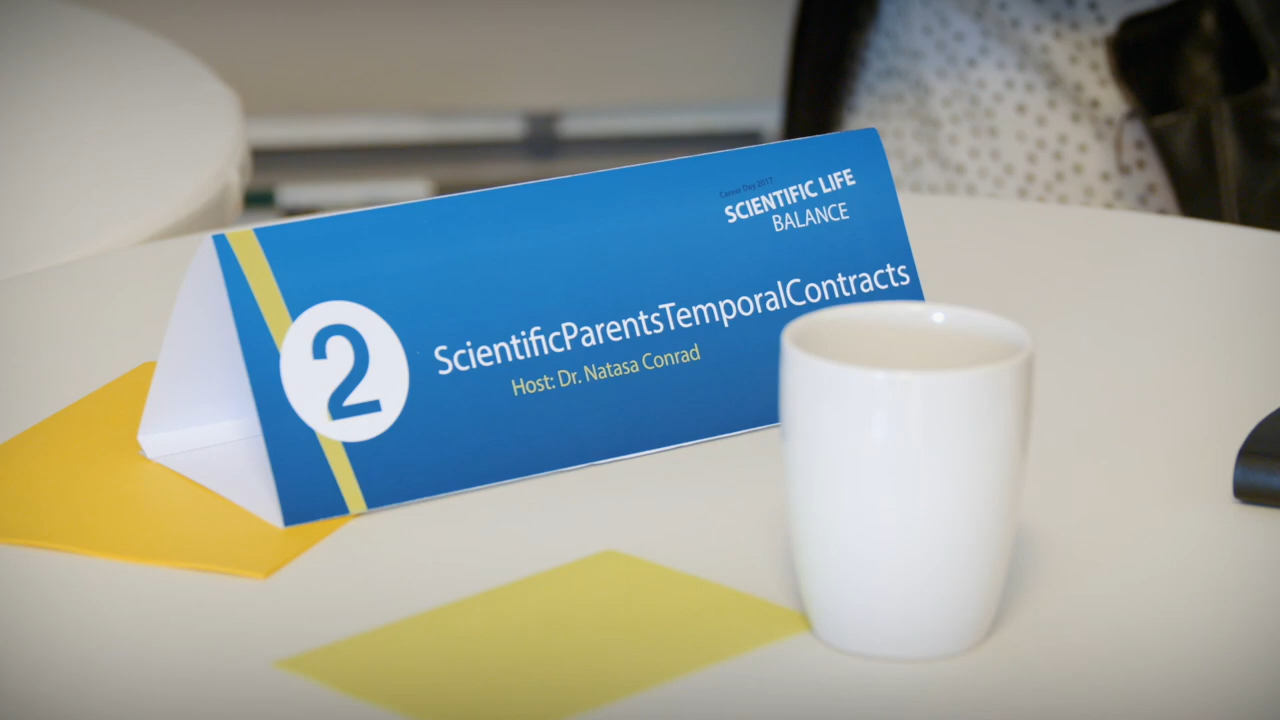 Career Day 2017
SCIENTIFIC LIFE
BALANCE
2
ScientificParentsTemporalContracts
Host: Dr. Natasa Conrad